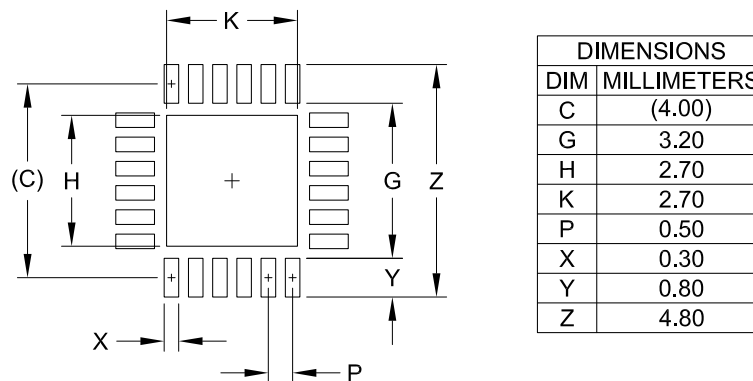 K
(C)
H
G
Z
Y
X
P
DIMENSIONS
DIM MILLIMETERS
C (4.00)
G 3.20
H 2.70
K 2.70
P 0.50
X 0.30
Y 0.80
Z 4.80